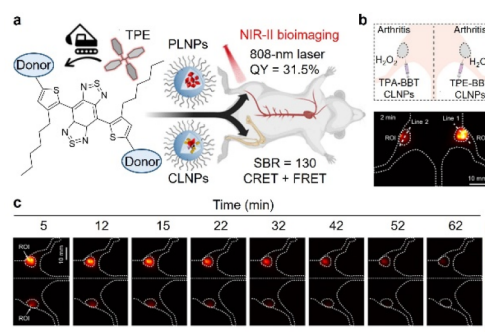 a
TPE
Donor
Donor
S
N
N
N
N
S
S
S
PLNPs
CLNPs
NIR-II bioimaging
808-nm laser
QY = 31.5%
SBR = 130
CRET + FRET
b
Arthritis
Arthritis
H₂O₂
H₂O₂
TPA-BBT
TPE-BBT
CLNPs
CLNPs
2 min
Line 2
Line 1
ROI
ROI
10 mm
c
Time (min)
5
12
15
22
32
42
52
62
ROI
10 mm
ROI